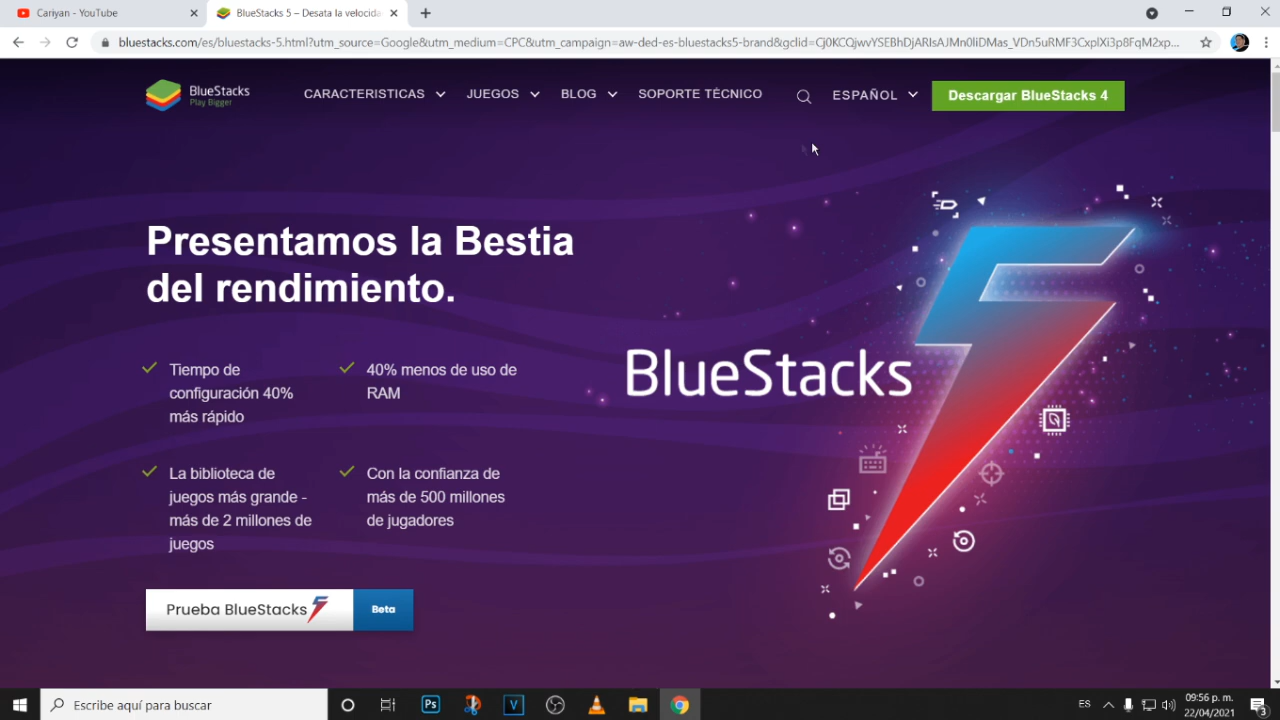 Cariyan - YouTube
BlueStacks 5 – Desata la velocida
bluestacks.com/es/bluestacks-5.html?utm_source=Google&utm_medium=CPC&utm_campaign=aw-ded-es-bluestacks5-brand&gclid=Cj0KCQjwvYSEBhDjARIsAJMn0liDMas_VDn5uRMF3CxplXi3p8FqM2xp...
BlueStacks
Play Bigger
CARACTERISTICAS
JUEGOS
BLOG
SOPORTE TÉCNICO
ESPAÑOL
Descargar BlueStacks 4
Presentamos la Bestia
del rendimiento.
Tiempo de
configuración 40%
más rápido
40% menos de uso de
RAM
La biblioteca de
juegos más grande -
más de 2 millones de
juegos
Con la confianza de
más de 500 millones
de jugadores
BlueStacks 5
Prueba BlueStacks 5
Beta
Escribe aquí para buscar
Ps
V
ES
09:56 p. m.
22/04/2021
3